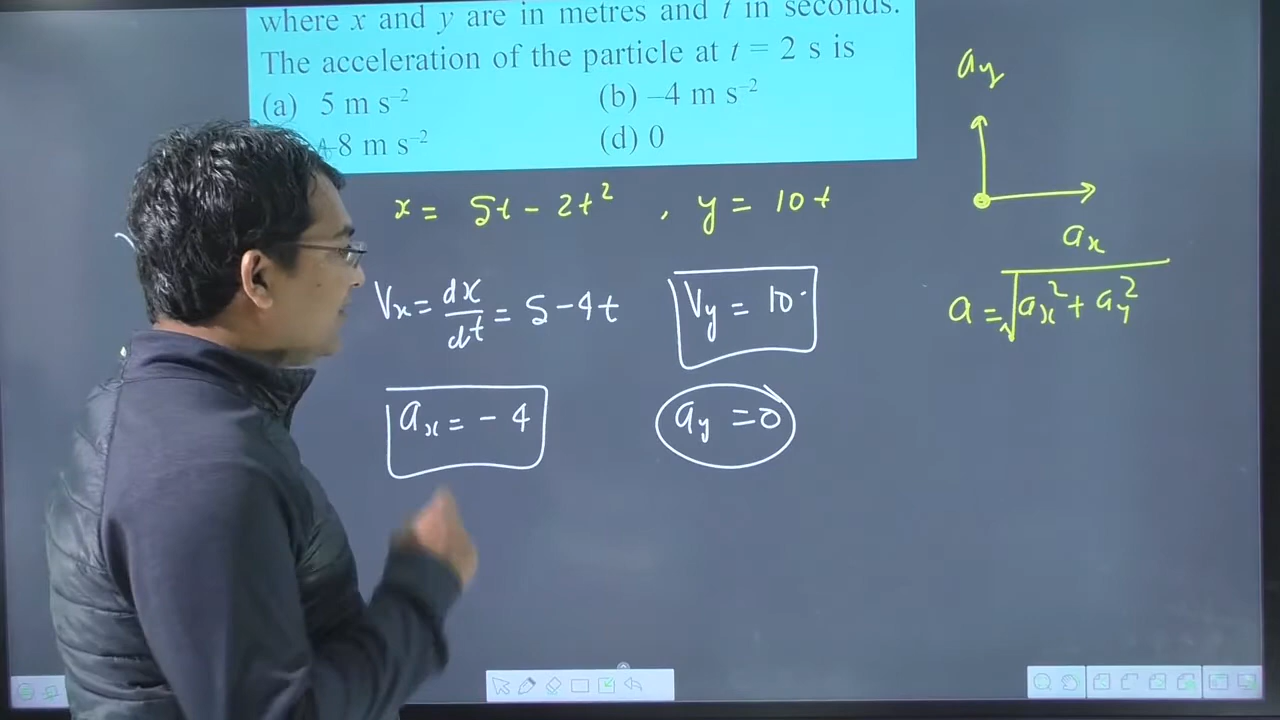 where x and y are in metres and t in seconds.
The acceleration of the particle at t = 2 s is
(a) 5 m s⁻² (b) –4 m s⁻²
–8 m s⁻² (d) 0
x = 5t - 2t² , y = 10t
Vx = dx/dt = 5 - 4t Vy = 10
ax = - 4 ay = 0
ay
ax
a = √ax² + ay²